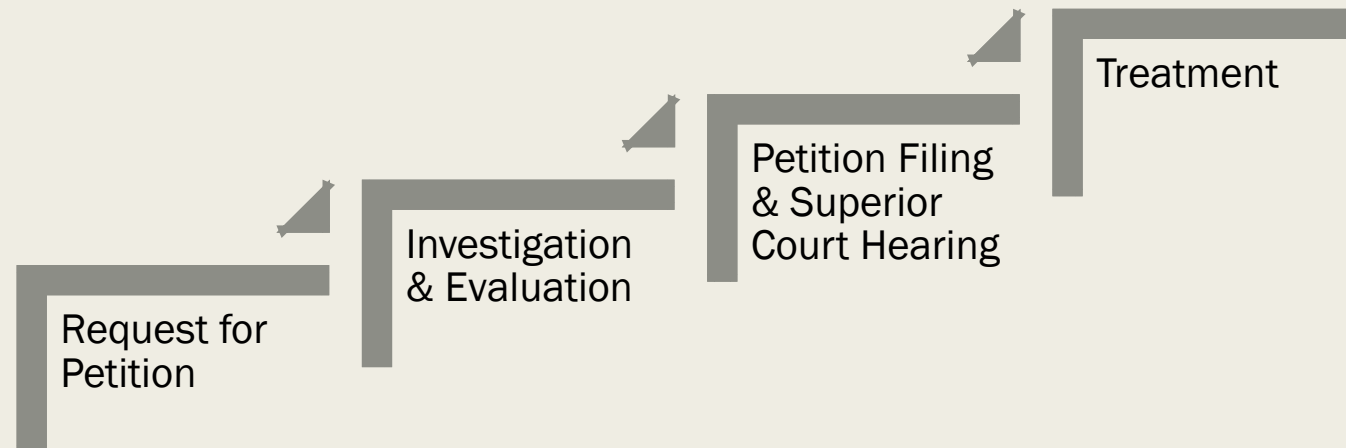 Request for
Petition
Investigation
& Evaluation
Petition Filing
& Superior
Court Hearing
Treatment